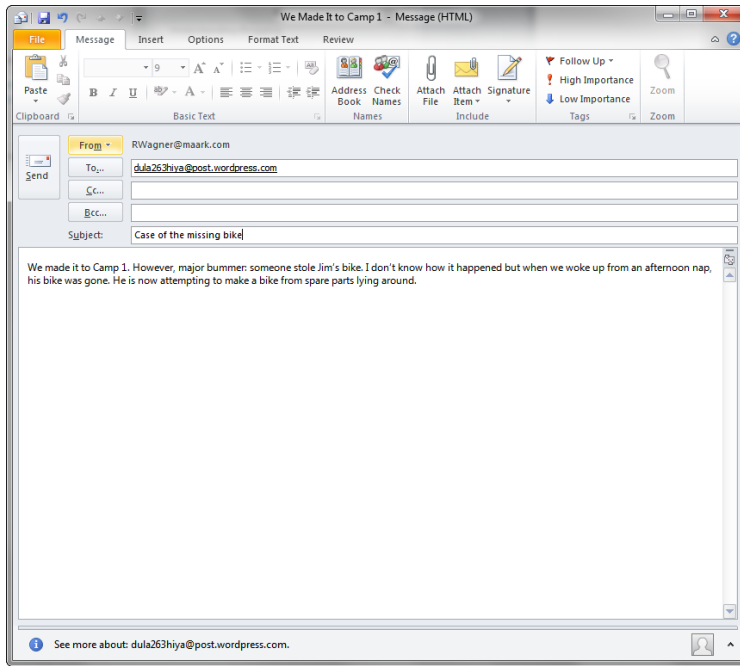 We Made It to Camp 1 - Message (HTML)
File Message Insert Options Format Text Review
Paste
Clipboard
9
B I U
Basic Text
Address Book
Check Names
Names
Attach File
Attach Item
Signature
Include
Follow Up
High Importance
Low Importance
Tags
Zoom
Zoom
Send
From RWagner@maark.com
To... dula263hiya@post.wordpress.com
Cc...
Bcc...
Subject: Case of the missing bike
We made it to Camp 1. However, major bummer: someone stole Jim's bike. I don't know how it happened but when we woke up from an afternoon nap,
his bike was gone. He is now attempting to make a bike from spare parts lying around.
See more about: dula263hiya@post.wordpress.com.